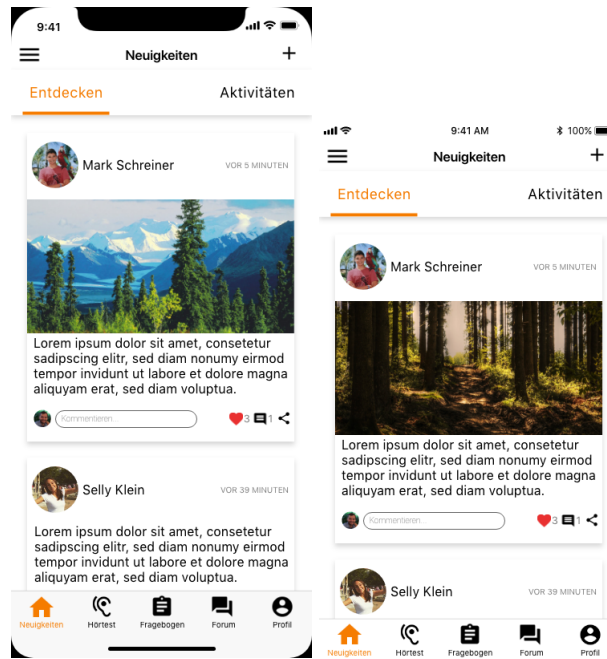 9:41
Neuigkeiten
Entdecken
Aktivitäten
Mark Schreiner
VOR 5 MINUTEN
Lorem ipsum dolor sit amet, consetetur
sadipscing elitr, sed diam nonumy eirmod
tempor invidunt ut labore et dolore magna
aliquyam erat, sed diam voluptua.
Kommentieren...
3
1
Selly Klein
VOR 39 MINUTEN
Lorem ipsum dolor sit amet, consetetur
sadipscing elitr, sed diam nonumy eirmod
tempor invidunt ut labore et dolore magna
aliquyam erat, sed diam voluptua.
Neuigkeiten
Hörtest
Fragebogen
Forum
Profil
9:41 AM
100%
Neuigkeiten
Entdecken
Aktivitäten
Mark Schreiner
VOR 5 MINUTEN
Lorem ipsum dolor sit amet, consetetur
sadipscing elitr, sed diam nonumy eirmod
tempor invidunt ut labore et dolore magna
aliquyam erat, sed diam voluptua.
Kommentieren...
3
1
Selly Klein
VOR 39 MINUTEN
Neuigkeiten
Hörtest
Fragebogen
Forum
Profil